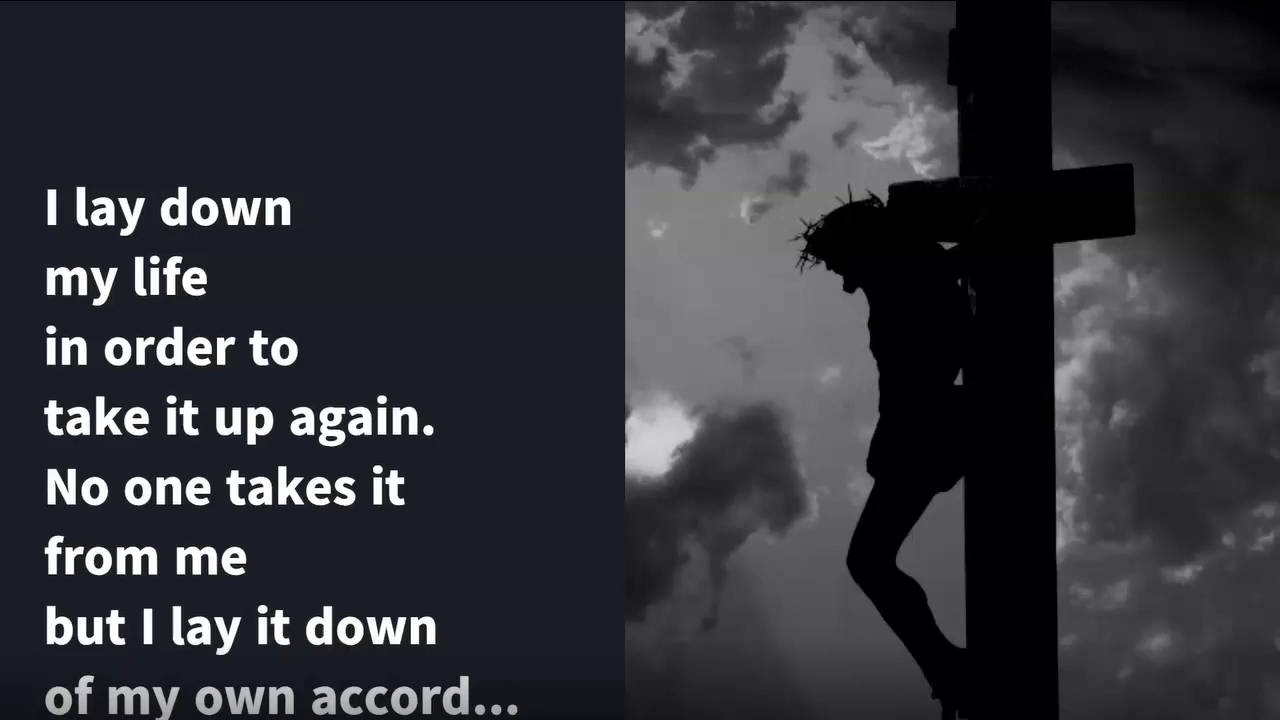 I lay down
my life
in order to
take it up again.
No one takes it
from me
but I lay it down
of my own accord...